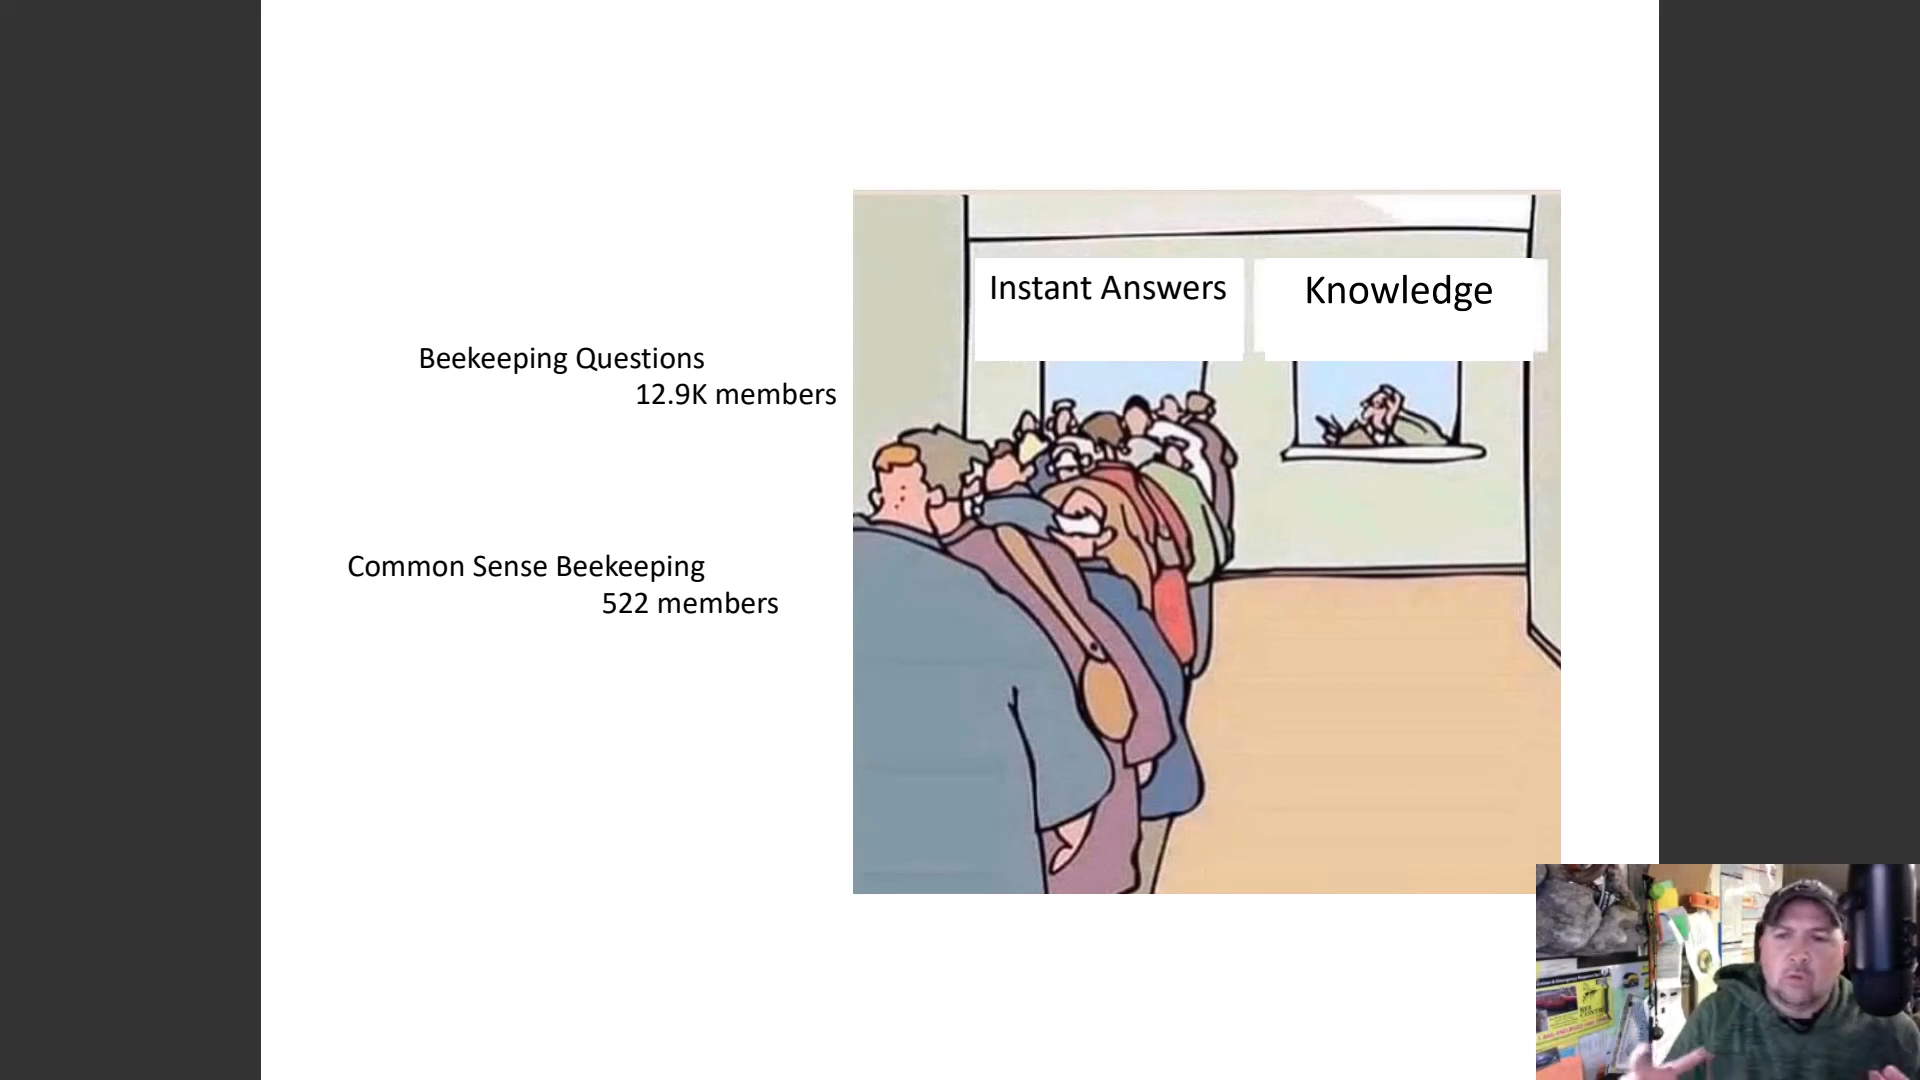 Instant Answers
Knowledge
Beekeeping Questions
12.9K members
Common Sense Beekeeping
522 members